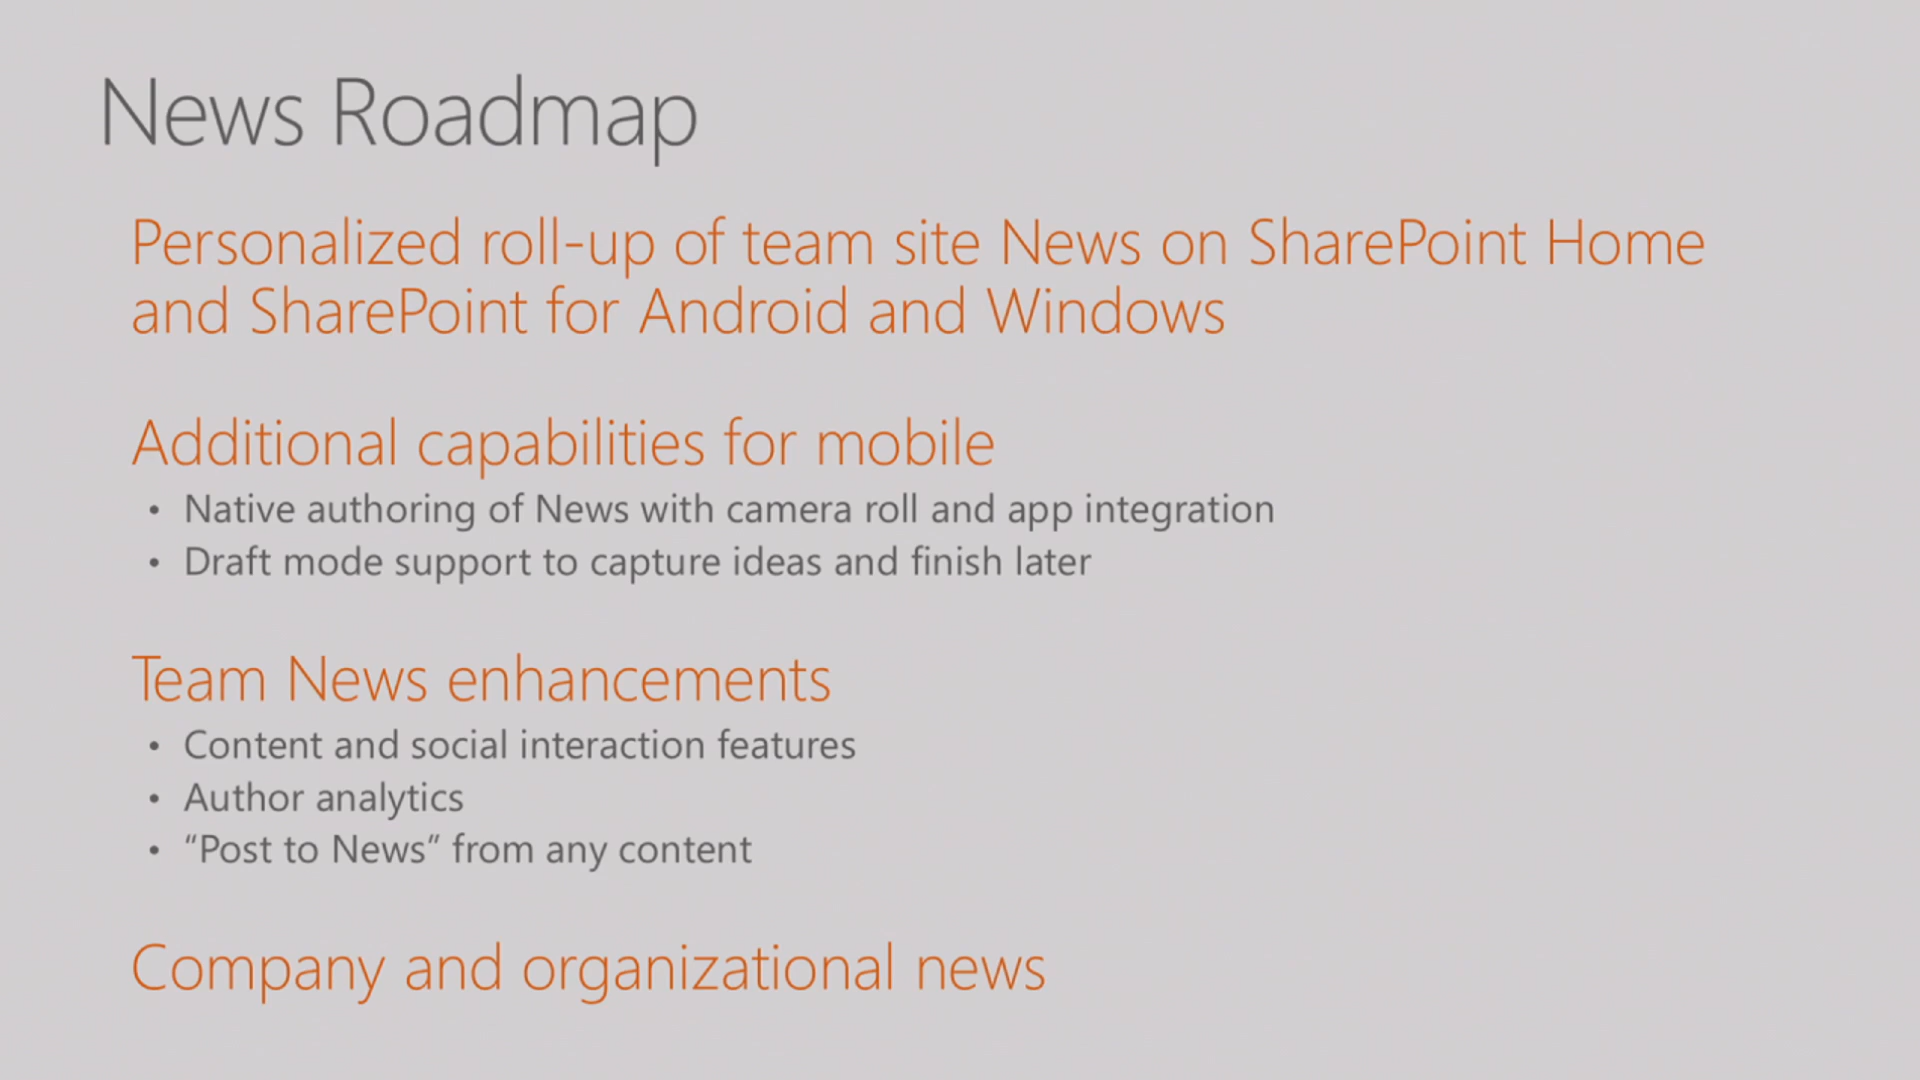 News Roadmap
Personalized roll-up of team site News on SharePoint Home
and SharePoint for Android and Windows
Additional capabilities for mobile
• Native authoring of News with camera roll and app integration
• Draft mode support to capture ideas and finish later
Team News enhancements
• Content and social interaction features
• Author analytics
• “Post to News” from any content
Company and organizational news